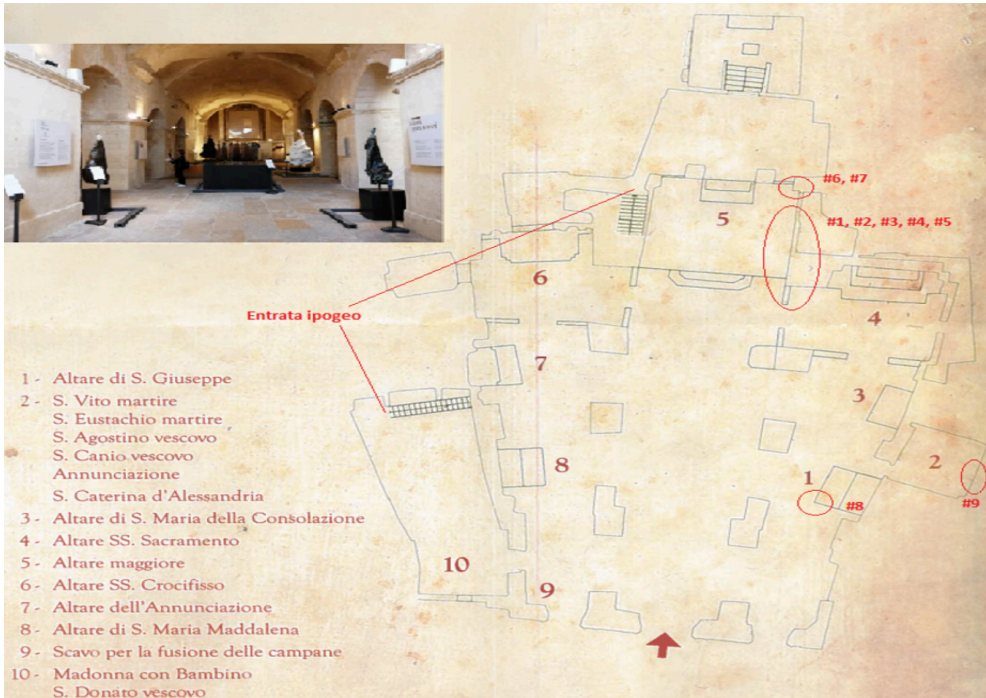 #6, #7
#1, #2, #3, #4, #5
5
6
4
Entrata ipogeo
7
3
8
1
2
#8
#9
10
9
1 - Altare di S. Giuseppe
2 - S. Vito martire
S. Eustachio martire
S. Agostino vescovo
S. Canio vescovo
Annunciazione
S. Caterina d'Alessandria
3 - Altare di S. Maria della Consolazione
4 - Altare SS. Sacramento
5 - Altare maggiore
6 - Altare SS. Crocifisso
7 - Altare dell'Annunciazione
8 - Altare di S. Maria Maddalena
9 - Scavo per la fusione delle campane
10 - Madonna con Bambino
S. Donato vescovo